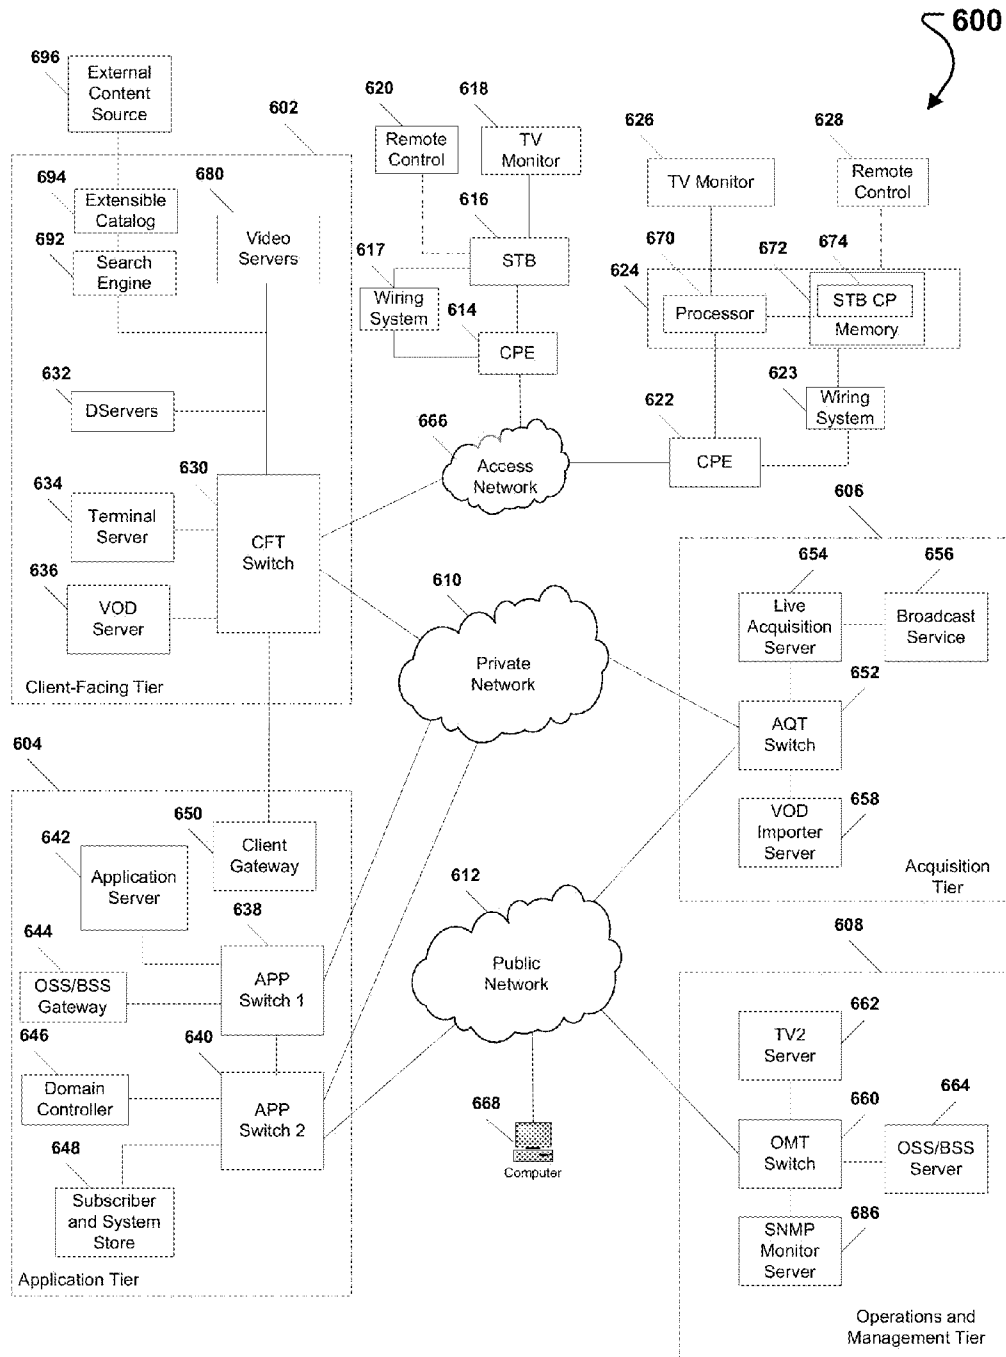 600
696
External
Content
Source
602
620
Remote
Control
618
TV
Monitor
626
TV Monitor
628
Remote
Control
694
Extensible
Catalog
692
Search
Engine
680
Video
Servers
616
STB
617
Wiring
System
614
CPE
670
Processor
672
674
STB CP
Memory
624
623
Wiring
System
622
CPE
632
DServers
666
Access
Network
630
CFT
Switch
634
Terminal
Server
636
VOD
Server
Client-Facing Tier
610
Private
Network
606
654
Live
Acquisition
Server
656
Broadcast
Service
652
AQT
Switch
658
VOD
Importer
Server
Acquisition
Tier
604
650
Client
Gateway
642
Application
Server
638
APP
Switch 1
644
OSS/BSS
Gateway
646
Domain
Controller
640
APP
Switch 2
648
Subscriber
and System
Store
Application Tier
612
Public
Network
668
Computer
608
662
TV2
Server
660
OMT
Switch
664
OSS/BSS
Server
686
SNMP
Monitor
Server
Operations and
Management Tier